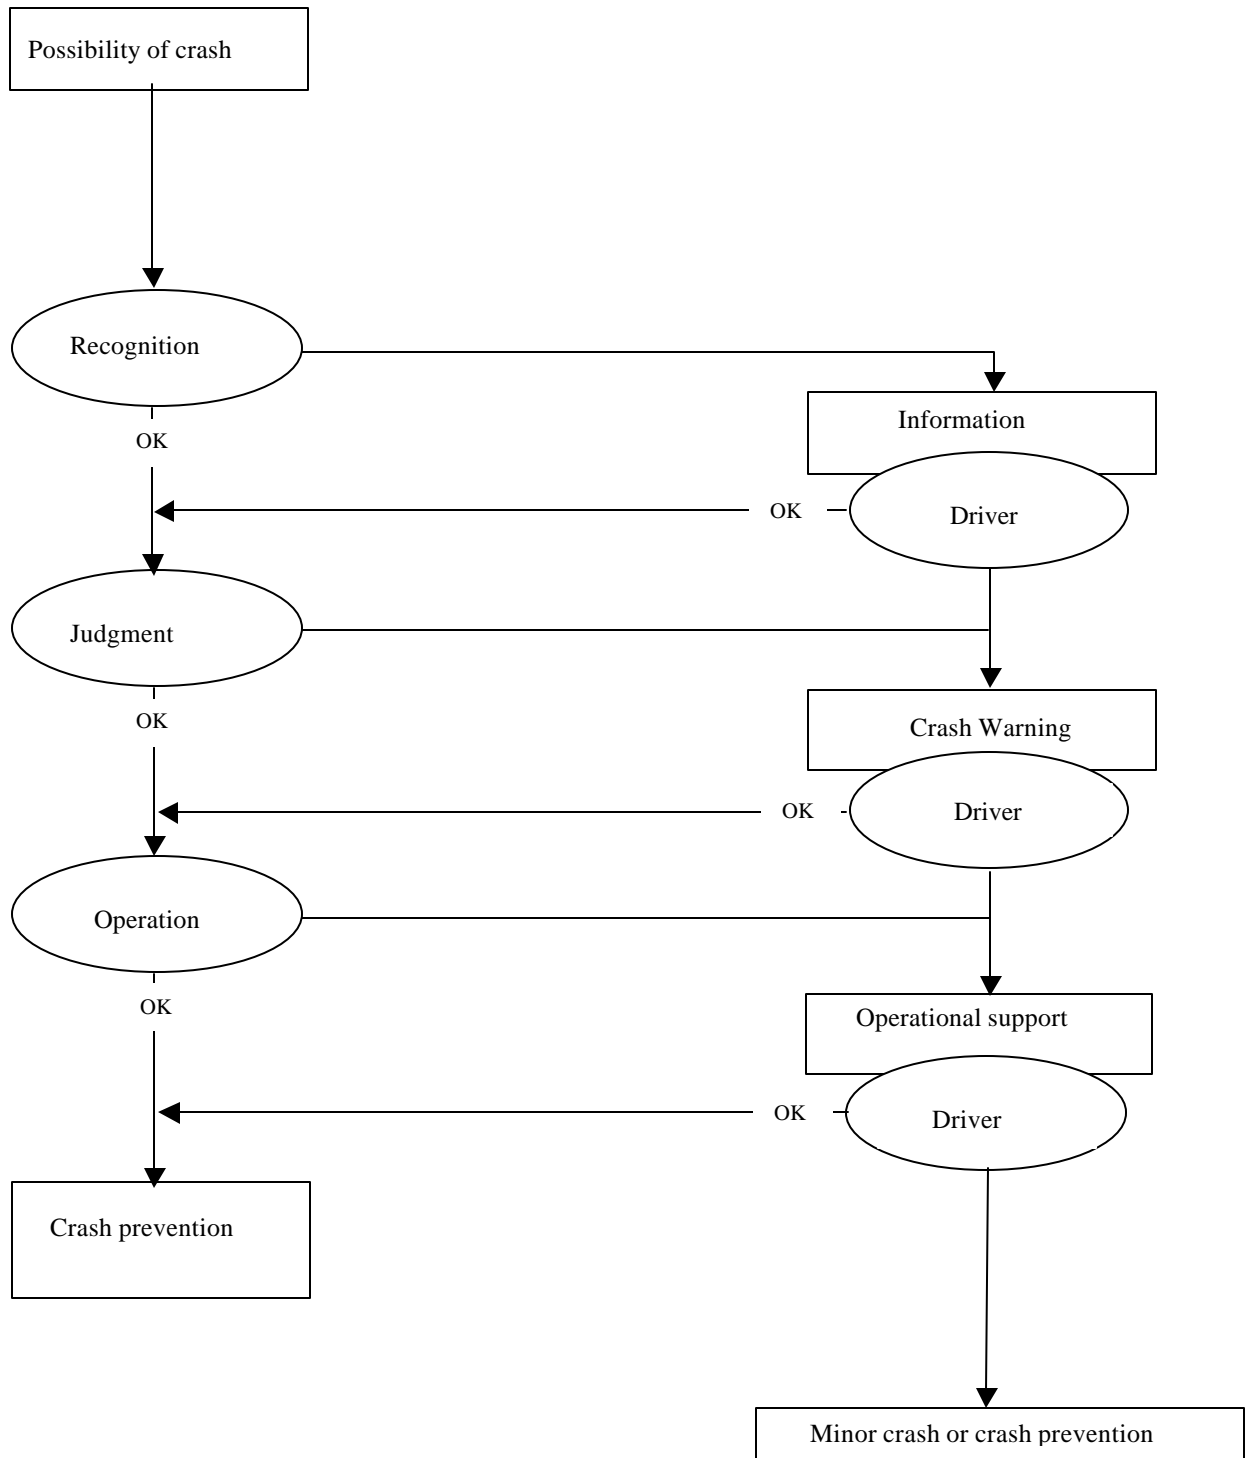 Possibility of crash
Recognition
Information
OK
OK
Driver
Judgment
OK
Crash Warning
OK
Driver
Operation
OK
Operational support
OK
Driver
Crash prevention
Minor crash or crash prevention